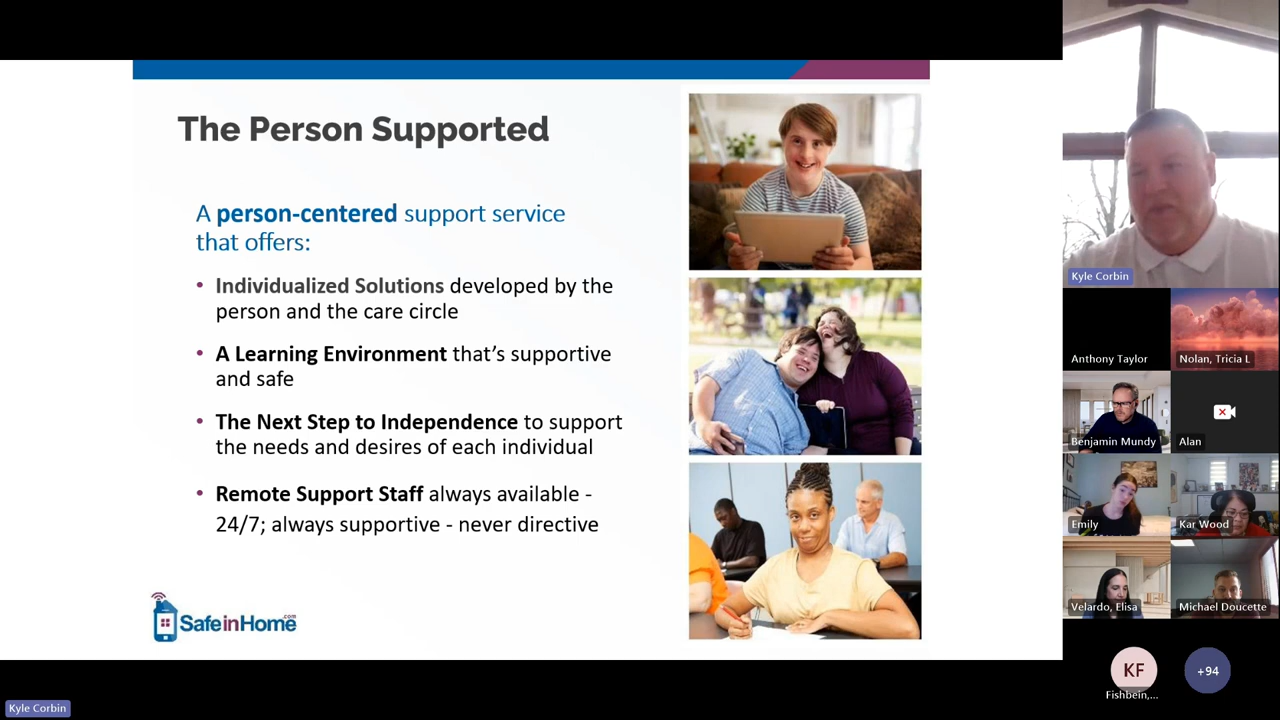 The Person Supported
A person-centered support service
that offers:
• Individualized Solutions developed by the
person and the care circle
• A Learning Environment that’s supportive
and safe
• The Next Step to Independence to support
the needs and desires of each individual
• Remote Support Staff always available -
24/7; always supportive - never directive
SafeinHome
.com
Kyle Corbin
Anthony Taylor
Nolan, Tricia L
Benjamin Mundy
Alan
Emily
Kar Wood
Velardo, Elisa
Michael Doucette
KF
Fishbein,...
+94
Kyle Corbin